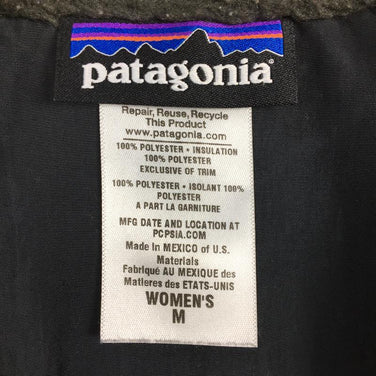 patagonia®
Repair, Reuse, Recycle
This Product
www.patagonia.com
100% POLYESTER • INSULATION
100% POLYESTER
EXCLUSIVE OF TRIM
100% POLYESTER • ISOLANT 100%
POLYESTER
A PART LA GARNITURE
MFG DATE AND LOCATION AT
PCPSIA.COM
Made in MEXICO of U.S.
Materials
Fabriqué AU MEXIQUE des
Matieres des ETATS-UNIS
WOMEN'S
M